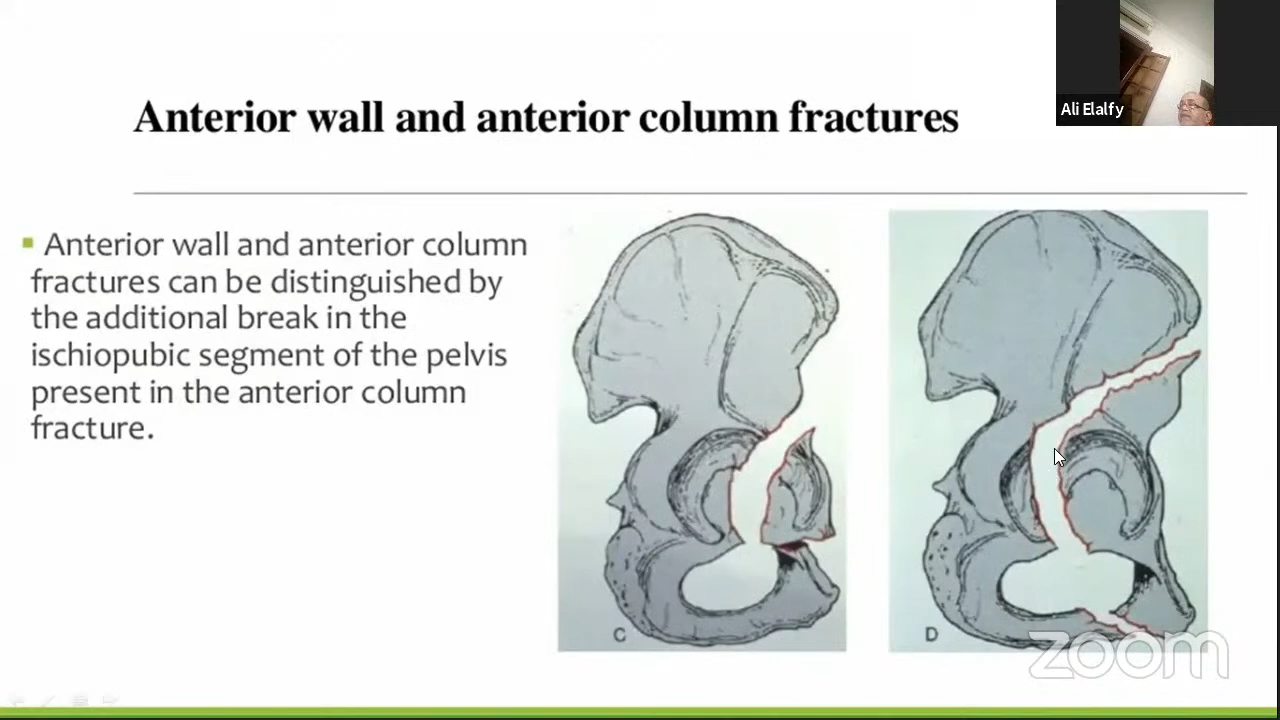 Ali Elalfy
Anterior wall and anterior column fractures
Anterior wall and anterior column
fractures can be distinguished by
the additional break in the
ischiopubic segment of the pelvis
present in the anterior column
fracture.
C
D
zoom